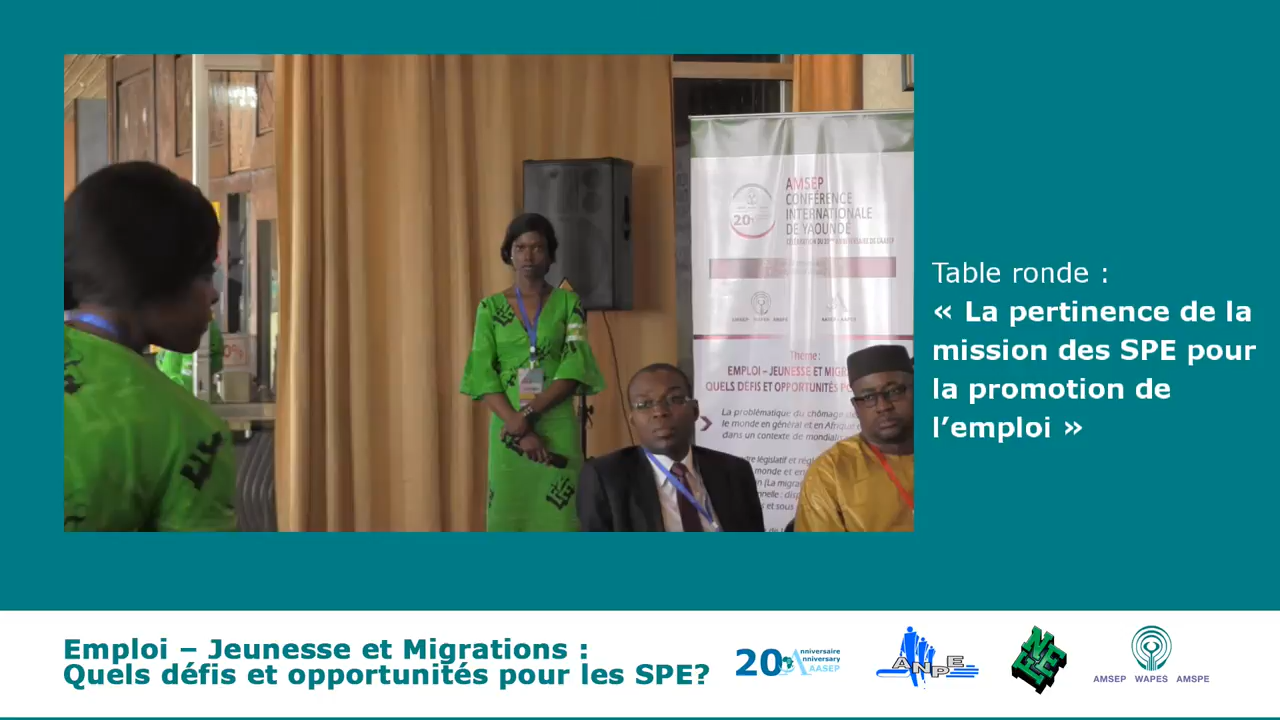 AMSEP
CONFÉRENCE
INTERNATIONALE
DE YAOUNDÉ
20
Thème :
EMPLOI – JEUNESSE ET MIGR
QUELS DÉFIS ET OPPORTUNITÉS
La problématique du chômage
le monde en général et en Afrique
dans un contexte de
Table ronde :
« La pertinence de la
mission des SPE pour
la promotion de
l’emploi »
Emploi – Jeunesse et Migrations :
Quels défis et opportunités pour les SPE?
20 Anniversaire
Anniversary
AASEP
ANPE
AMSEP WAPES AMSPE